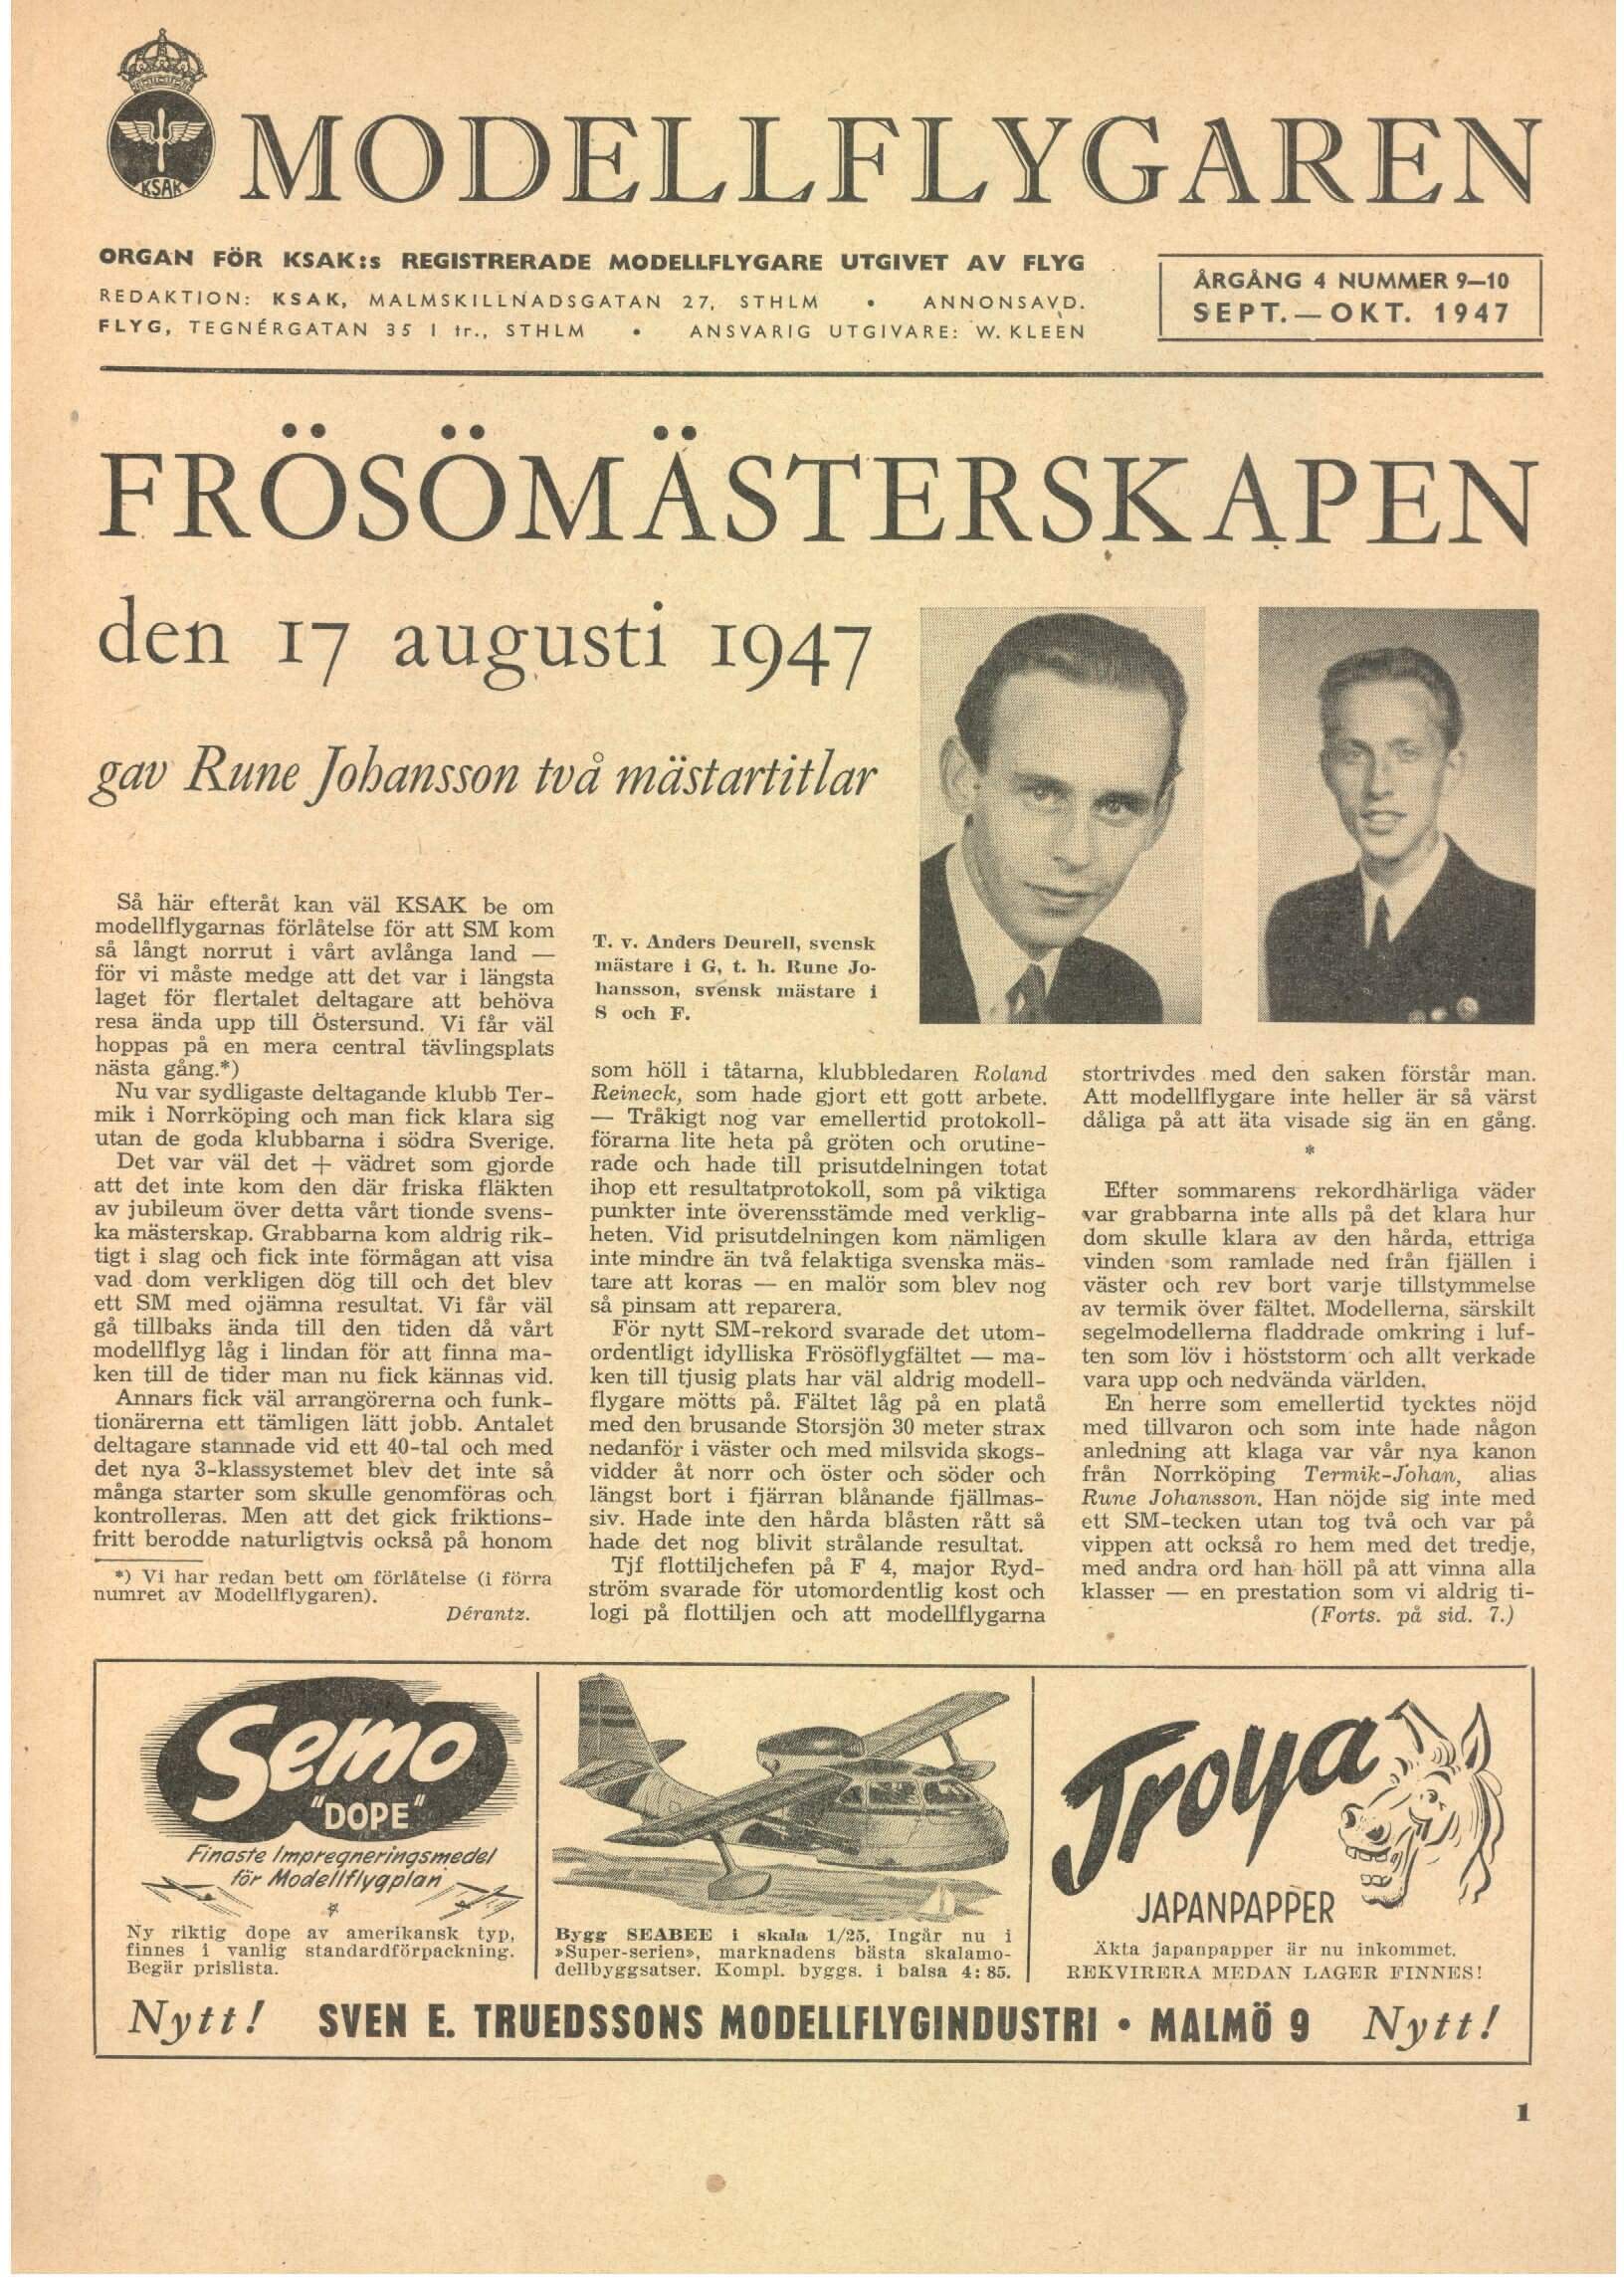 KSAK
MODELLFLYGAREN
ORGAN FÖR KSAK:s REGISTRERADE MODELLFLYGARE UTGIVET AV FLYG
REDAKTION: KSAK, MALMSKILLNADSGATAN 27, STHLM • ANNONSAVD.
FLYG, TEGNÉRGATAN 35 I tr., STHLM • ANSVARIG UTGIVARE: W. KLEEN
ÅRGÅNG 4 NUMMER 9—10
SEPT.—OKT. 1947
FRÖSÖMÄSTERSKAPEN
den 17 augusti 1947
gav Rune Johansson två mästartitlar
Så här efteråt kan väl KSAK be om
modellflygarnas förlåtelse för att SM kom
så långt norrut i vårt avlånga land —
för vi måste medge att det var i längsta
laget för flertalet deltagare att behöva
resa ända upp till Östersund. Vi får väl
hoppas på en mera central tävlingsplats
nästa gång.*)
Nu var sydligaste deltagande klubb Ter-
mik i Norrköping och man fick klara sig
utan de goda klubbarna i södra Sverige.
Det var väl det + vädret som gjorde
att det inte kom den där friska fläkten
av jubileum över detta vårt tionde svens-
ka mästerskap. Grabbarna kom aldrig rik-
tigt i slag och fick inte förmågan att visa
vad dom verkligen dög till och det blev
ett SM med ojämna resultat. Vi får väl
gå tillbaks ända till den tiden då vårt
modellflyg låg i lindan för att finna ma-
ken till de tider man nu fick kännas vid.
Annars fick väl arrangörerna och funk-
tionärerna ett tämligen lätt jobb. Antalet
deltagare stannade vid ett 40-tal och med
det nya 3-klassystemet blev det inte så
många starter som skulle genomföras och
kontrolleras. Men att det gick friktions-
fritt berodde naturligtvis också på honom
*) Vi har redan bett om förlåtelse (i förra
numret av Modellflygaren).
Dérantz.
T. v. Anders Deurell, svensk
mästare i G, t. h. Rune Jo-
hansson, svensk mästare i
S och F.
som höll i tåtarna, klubbledaren Roland
Reineck, som hade gjort ett gott arbete.
— Tråkigt nog var emellertid protokoll-
förarna lite heta på gröten och orutine-
rade och hade till prisutdelningen totat
ihop ett resultatprotokoll, som på viktiga
punkter inte överensstämde med verklig-
heten. Vid prisutdelningen kom nämligen
inte mindre än två felaktiga svenska mäs-
tare att koras — en malör som blev nog
så pinsam att reparera.
För nytt SM-rekord svarade det utom-
ordentligt idylliska Frösöflygfältet — ma-
ken till tjusig plats har väl aldrig modell-
flygare mötts på. Fältet låg på en platå
med den brusande Storsjön 30 meter strax
nedanför i väster och med milsvida skogs-
vidder åt norr och öster och söder och
längst bort i fjärran blånande fjällmas-
siv. Hade inte den hårda blåsten rått så
hade det nog blivit strålande resultat.
Tjf flottiljchefen på F 4, major Ryd-
ström svarade för utomordentlig kost och
logi på flottiljen och att modellflygarna
stortrivdes med den saken förstår man.
Att modellflygare inte heller är så värst
dåliga på att äta visade sig än en gång.
*
Efter sommarens rekordhärliga väder
var grabbarna inte alls på det klara hur
dom skulle klara av den hårda, ettriga
vinden som ramlade ned från fjällen i
väster och rev bort varje tillstymmelse
av termik över fältet. Modellerna, särskilt
segelmodellerna fladdrade omkring i luf-
ten som löv i höststorm och allt verkade
vara upp och nedvända världen.
En herre som emellertid tycktes nöjd
med tillvaron och som inte hade någon
anledning att klaga var vår nya kanon
från Norrköping Termik-Johan, alias
Rune Johansson. Han nöjde sig inte med
ett SM-tecken utan tog två och var på
vippen att också ro hem med det tredje,
med andra ord han höll på att vinna alla
klasser — en prestation som vi aldrig ti-
(Forts. på sid. 7.)
Semo
"DOPE"
Finaste Impregneringsmedel
för Modellflygplan
Ny riktig dope av amerikansk typ,
finnes i vanlig standardförpackning.
Begär prislista.
Bygg SEABEE i skala 1/25. Ingår nu i
»Super-serien», marknadens bästa skalamo-
dellbyggsatser. Kompl. byggs. i balsa 4: 85.
Troya
JAPANPAPPER
Äkta japanpapper är nu inkommet.
REKVIRERA MEDAN LAGER FINNES!
Nytt! SVEN E. TRUEDSSONS MODELLFLYGINDUSTRI • MALMÖ 9 Nytt!
1